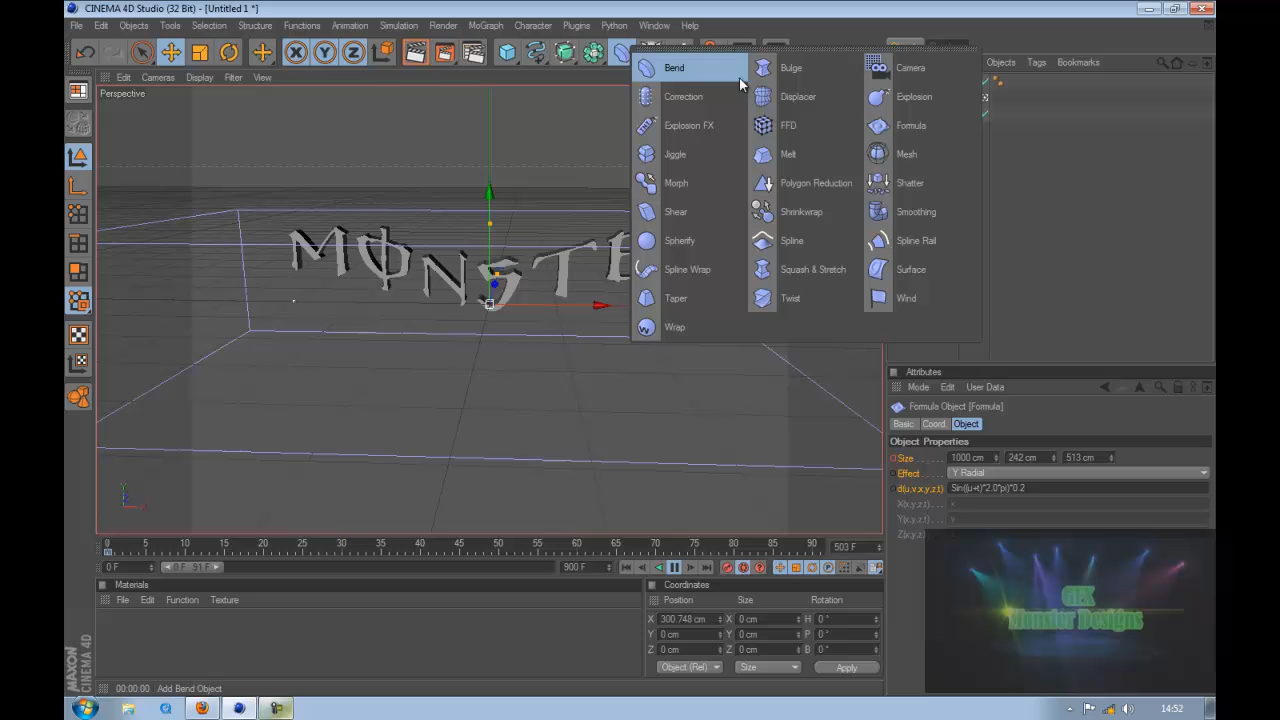 CINEMA 4D Studio (32 Bit) - [Untitled 1 *]
File Edit Objects Tools Selection Structure Functions Animation Simulation Render MoGraph Character Plugins Python Window Help
Edit Cameras Display Filter View
Perspective
Bend Bulge Camera
Correction Displacer Explosion
Explosion FX FFD Formula
Jiggle Melt Mesh
Morph Polygon Reduction Shatter
Shear Shrinkwrap Smoothing
Spherify Spline Spline Rail
Spline Wrap Squash & Stretch Surface
Taper Twist Wind
Wrap
Objects Tags Bookmarks
MONSTE
Attributes
Mode Edit User Data
Formula Object [Formula]
Basic Coord. Object
Object Properties
Size 1000 cm 242 cm 513 cm
Effect Y Radial
d(u,v,x,y,z,t) Sin((u+t)*2.0*pi)*0.2
X(x,y,z,t) x
Y(x,y,z,t) y
GFX
Monster Designs
0 5 10 15 20 25 30 35 40 45 50 55 60 65 70 75 80 85 90 503 F
0 F 0 F 91 F 900 F
Materials
File Edit Function Texture
Coordinates
Position Size Rotation
X 300.748 cm X 0 cm H 0 °
Y 0 cm Y 0 cm P 0 °
Z 0 cm Z 0 cm B 0 °
Object (Rel) Size Apply
MAXON
CINEMA 4D
00:00:00 Add Bend Object
14:52